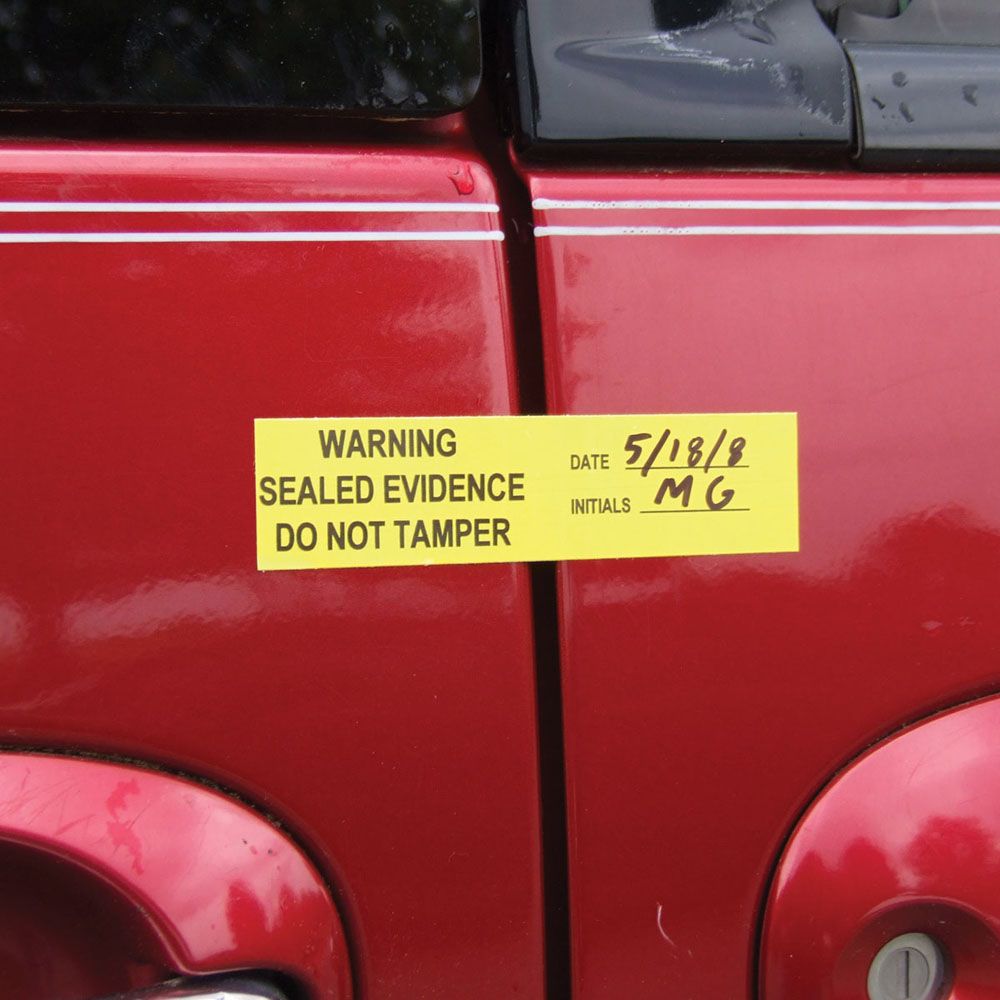 WARNING
SEALED EVIDENCE
DO NOT TAMPER
DATE 5/18/8
INITIALS MG